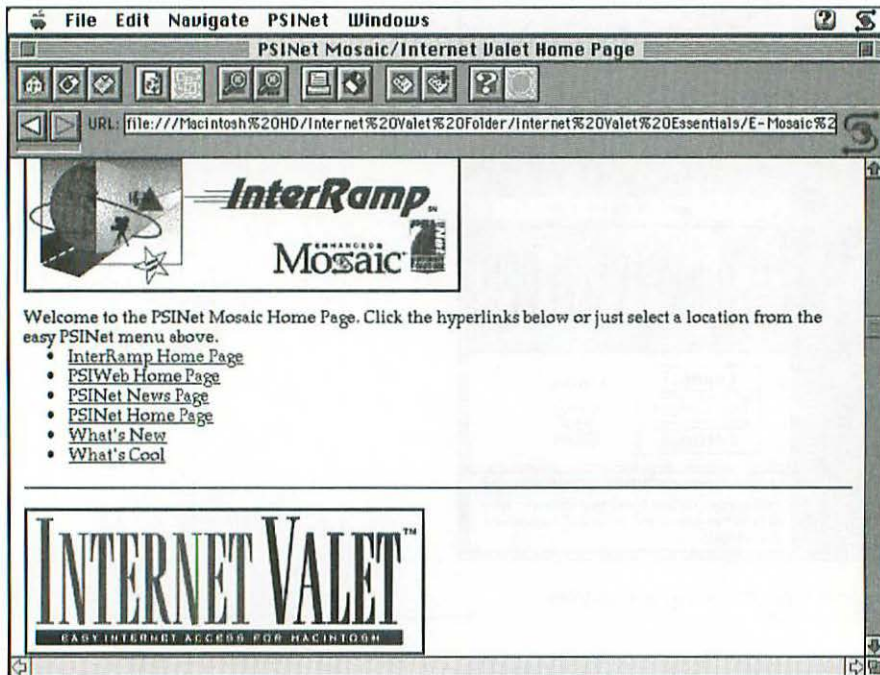 File Edit Navigate PSINet Windows
PSINet Mosaic/Internet Valet Home Page
URL: file:///Macintosh%20HD/Internet%20Valet%20Folder/Internet%20Valet%20Essentials/E-Mosaic%2
InterRamp
ENHANCED
Mosaic
Welcome to the PSINet Mosaic Home Page. Click the hyperlinks below or just select a location from the
easy PSINet menu above.
• InterRamp Home Page
• PSIWeb Home Page
• PSINet News Page
• PSINet Home Page
• What's New
• What's Cool
INTERNET VALET™
EASY INTERNET ACCESS FOR MACINTOSH